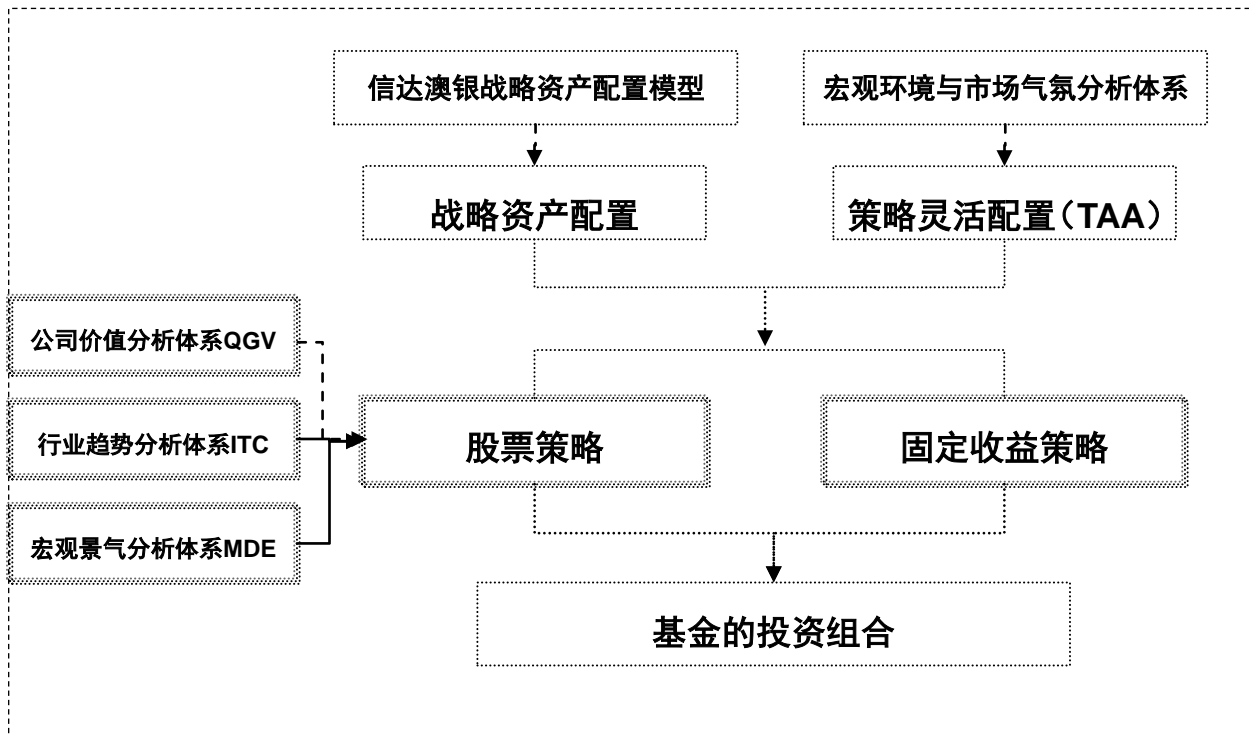 信达澳银战略资产配置模型
宏观环境与市场气氛分析体系
战略资产配置
策略灵活配置（TAA）
公司价值分析体系QGV
行业趋势分析体系ITC
宏观景气分析体系MDE
股票策略
固定收益策略
基金的投资组合